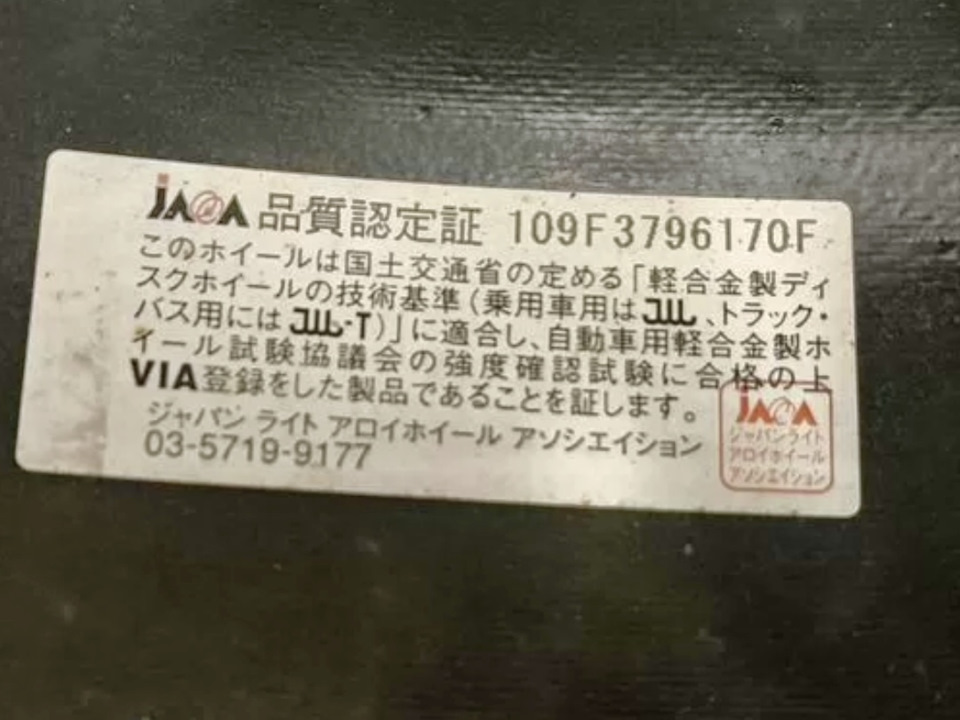 JAWA 品質認定証 109F3796170F
このホイールは国土交通省の定める「軽合金製ディ
スクホイールの技術基準(乗用車用はJWL、トラック・
バス用にはJWL-T)」に適合し、自動車用軽合金製ホ
イール試験協議会の強度確認試験に合格の上
VIA登録をした製品であることを証します。
ジャパン ライト アロイホイール アソシエイション
03-5719-9177
JAWA
ジャパンライト
アロイホイール
アソシエイション